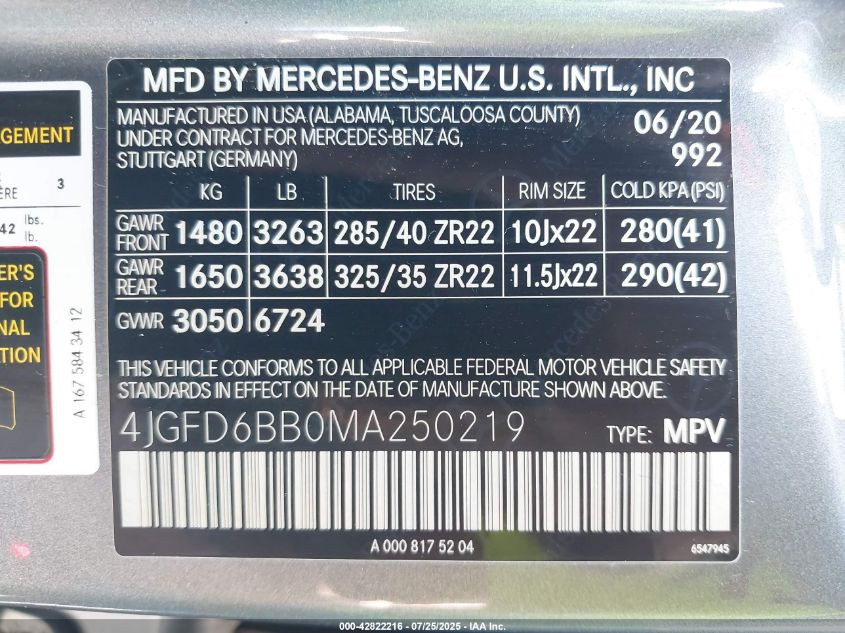 MFD BY MERCEDES-BENZ U.S. INTL., INC
MANUFACTURED IN USA (ALABAMA, TUSCALOOSA COUNTY)
UNDER CONTRACT FOR MERCEDES-BENZ AG,
STUTTGART (GERMANY)
06/20
992
KG LB TIRES RIM SIZE COLD KPA (PSI)
GAWR FRONT 1480 3263 285/40 ZR22 10Jx22 280(41)
GAWR REAR 1650 3638 325/35 ZR22 11.5Jx22 290(42)
GVWR 3050 6724
THIS VEHICLE CONFORMS TO ALL APPLICABLE FEDERAL MOTOR VEHICLE SAFETY
STANDARDS IN EFFECT ON THE DATE OF MANUFACTURE SHOWN ABOVE.
4JGFD6BB0MA250219 TYPE: MPV
A 000 817 52 04
6547945
GEMENT
ÈRE 3
42 lbs.
lb.
ER'S
FOR
NAL
TION
A 167 584 34 12
Mercedes-Benz
000-42822216 - 07/25/2025 - IAA Inc.